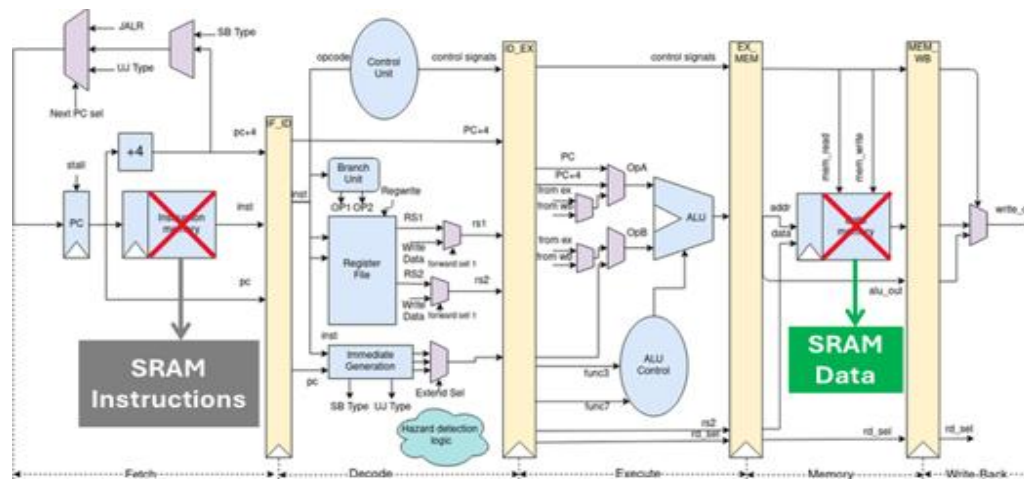 JALR
SB Type
UJ Type
Next PC sel
stall
PC
+4
pc+4
inst
pc
SRAM
Instructions
IF_ID
opcode
Control
Unit
control signals
PC+4
inst
Branch
Unit
Regwrite
OP1 OP2
RS1
rs1
Write
Data
forward sel 1
Register
File
RS2
rs2
Write
Data
forward sel 1
inst
Immediate
Generation
pc
Extend Sel
SB Type
UJ Type
Hazard detection
logic
ID_EX
control signals
PC
PC+4
from ex
from wb
OpA
from ex
from wb
OpB
ALU
ALU
Control
func3
func7
rs2
rd_sel
EX_
MEM
mem_read
mem_write
addr
data
alu_out
SRAM
Data
rd_sel
MEM_
WB
rd_sel
Fetch
Decode
Execute
Memory
Write-Back